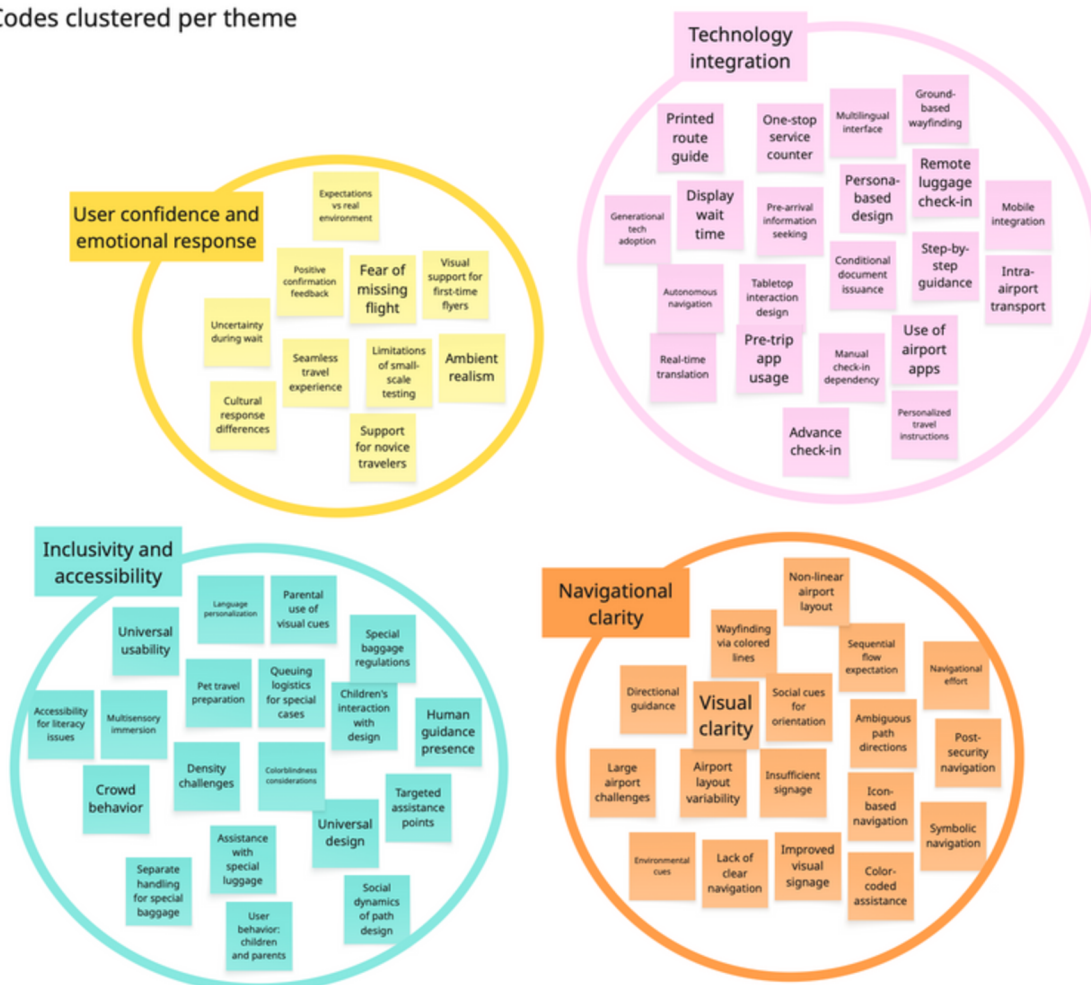 Codes clustered per theme
User confidence and
emotional response
Expectations
vs real
environment
Positive
confirmation
feedback
Fear of
missing
flight
Visual
support for
first-time
flyers
Uncertainty
during wait
Seamless
travel
experience
Limitations
of small-
scale
testing
Ambient
realism
Cultural
response
differences
Support
for novice
travelers
Technology
integration
Printed
route
guide
One-stop
service
counter
Multilingual
interface
Ground-
based
wayfinding
Generational
tech
adoption
Display
wait
time
Pre-arrival
information
seeking
Persona-
based
design
Remote
luggage
check-in
Mobile
integration
Autonomous
navigation
Tabletop
interaction
design
Conditional
document
issuance
Step-by-
step
guidance
Intra-
airport
transport
Real-time
translation
Pre-trip
app
usage
Manual
check-in
dependency
Use of
airport
apps
Advance
check-in
Personalized
travel
instructions
Inclusivity and
accessibility
Universal
usability
Language
personalization
Parental
use of
visual cues
Special
baggage
regulations
Accessibility
for literacy
issues
Multisensory
immersion
Pet travel
preparation
Queuing
logistics
for special
cases
Children's
interaction
with
design
Human
guidance
presence
Crowd
behavior
Density
challenges
Colorblindness
considerations
Universal
design
Targeted
assistance
points
Separate
handling
for special
baggage
Assistance
with
special
luggage
User
behavior:
children
and parents
Social
dynamics
of path
design
Navigational
clarity
Non-linear
airport
layout
Wayfinding
via colored
lines
Sequential
flow
expectation
Navigational
effort
Directional
guidance
Visual
clarity
Social cues
for
orientation
Ambiguous
path
directions
Post-
security
navigation
Large
airport
challenges
Airport
layout
variability
Insufficient
signage
Icon-
based
navigation
Symbolic
navigation
Environmental
cues
Lack of
clear
navigation
Improved
visual
signage
Color-
coded
assistance